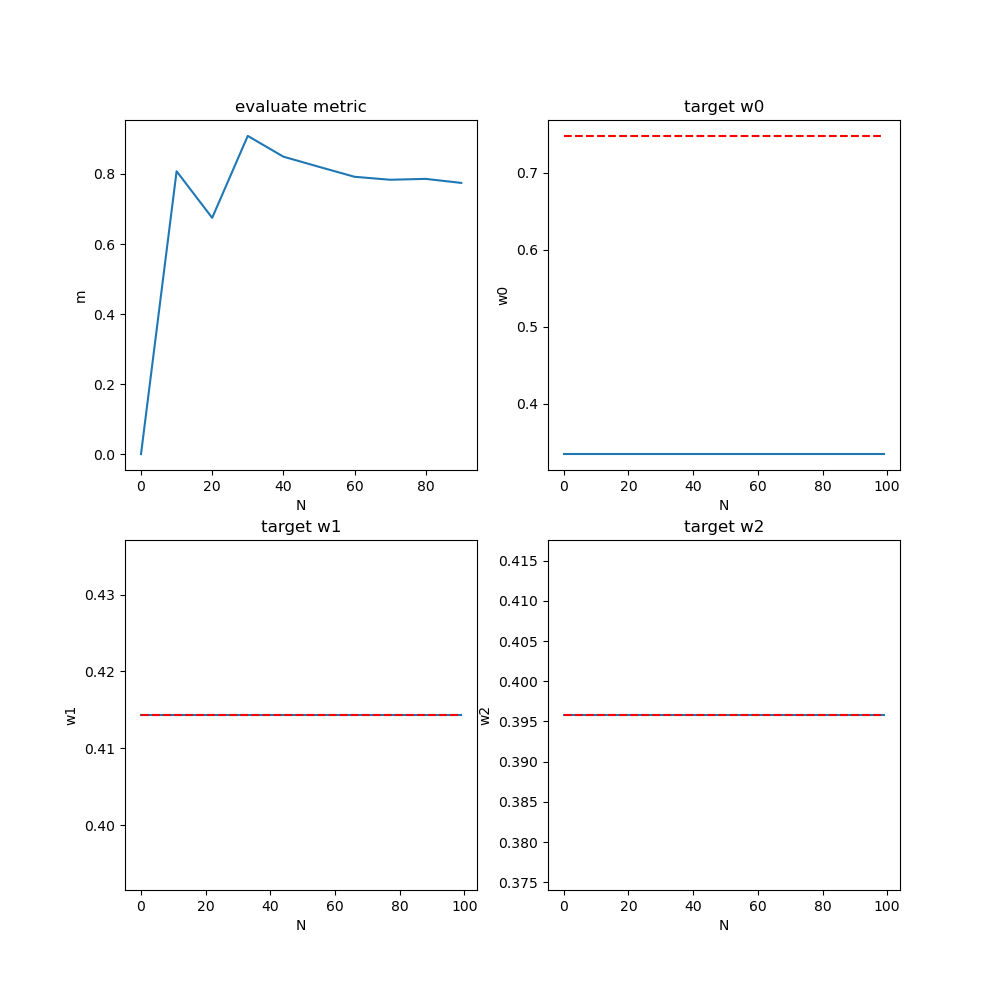 evaluate metric
0.8
0.6
0.4
0.2
0.0
m
0 20 40 60 80
N
target w0
0.7
0.6
0.5
0.4
w0
0 20 40 60 80 100
N
target w1
0.43
0.42
0.41
0.40
w1
0 20 40 60 80 100
N
target w2
0.415
0.410
0.405
0.400
0.395
0.390
0.385
0.380
0.375
w2
0 20 40 60 80 100
N